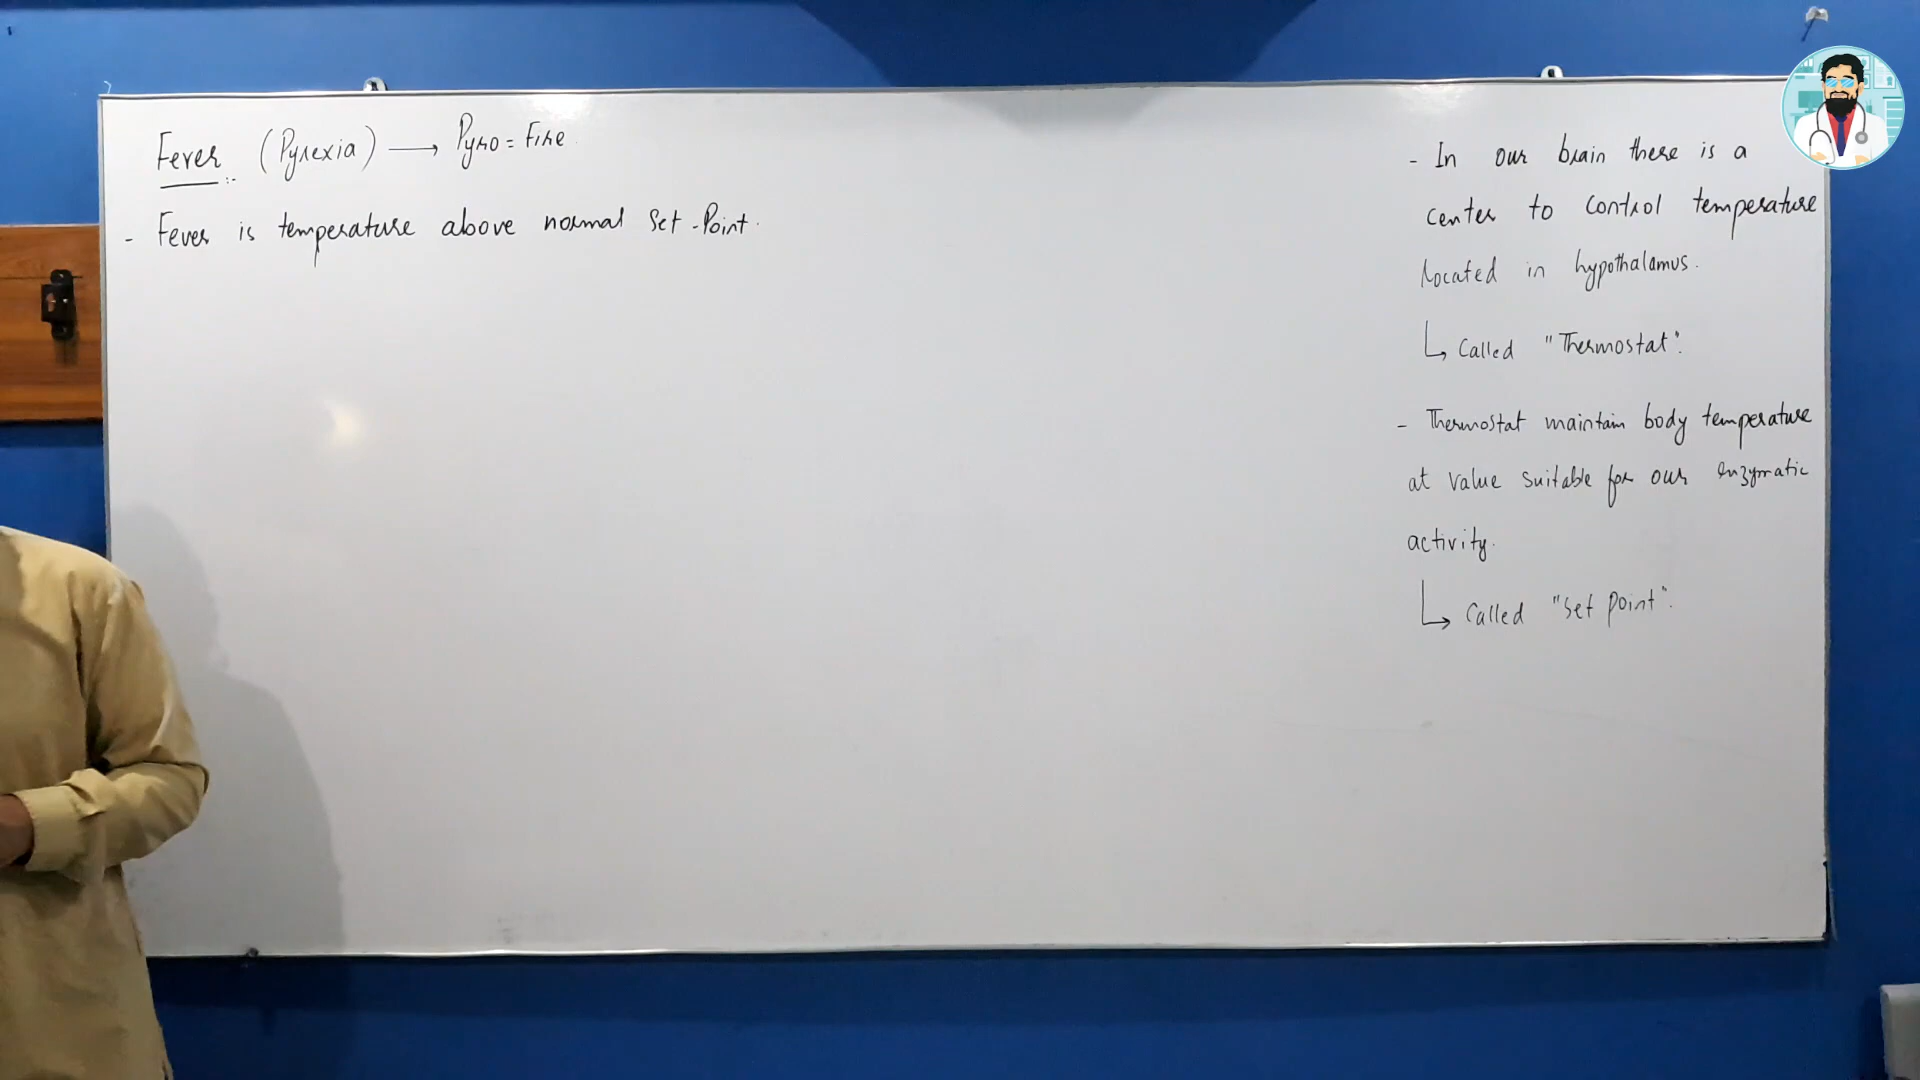 Fever (Pyrexia) → Pyro = Fire
- Fever is temperature above normal Set-Point.
- In our brain there is a
center to control temperature
located in hypothalamus.
↳ Called "Thermostat".
- Thermostat maintain body temperature
at value suitable for our enzymatic
activity.
↳ Called "Set point".